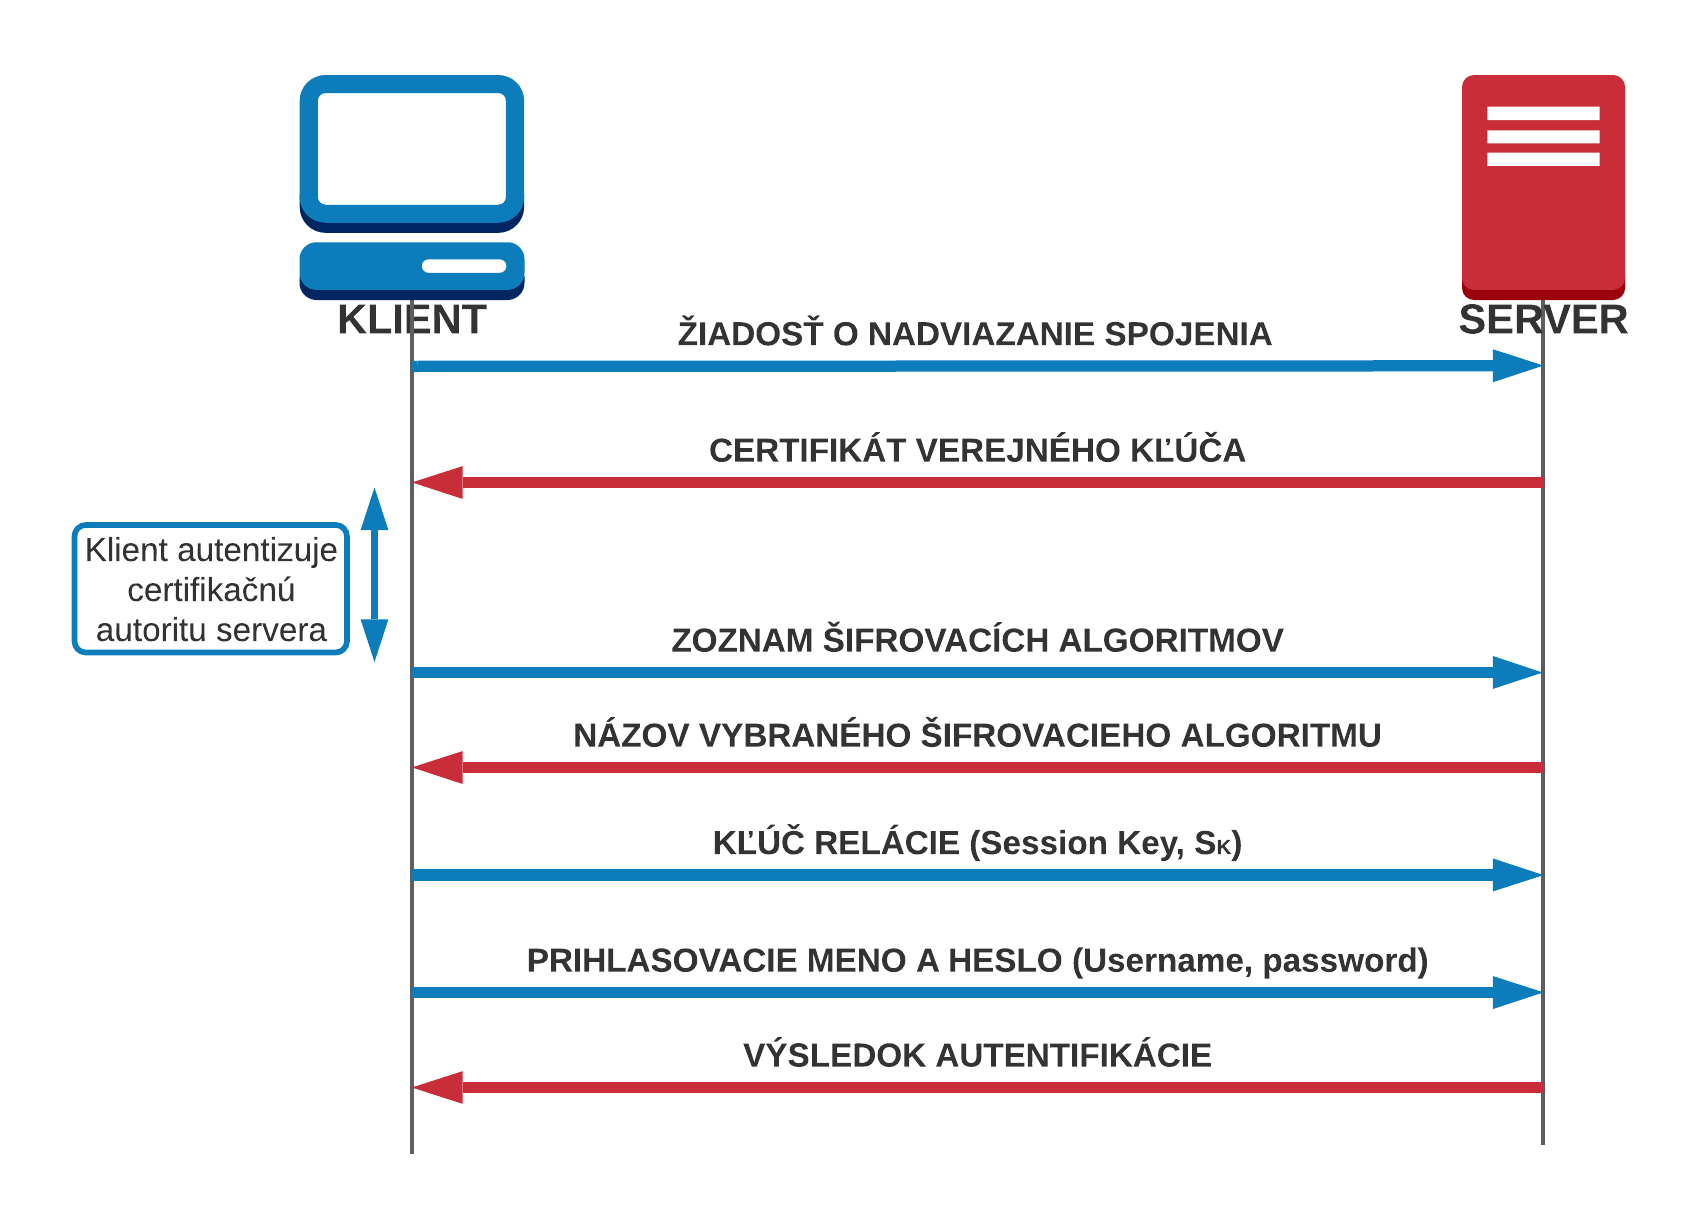 KLIENT
SERVER
ŽIADOSŤ O NADVIAZANIE SPOJENIA
CERTIFIKÁT VEREJNÉHO KĽÚČA
Klient autentizuje
certifikačnú
autoritu servera
ZOZNAM ŠIFROVACÍCH ALGORITMOV
NÁZOV VYBRANÉHO ŠIFROVACIEHO ALGORITMU
KĽÚČ RELÁCIE (Session Key, Sᴋ)
PRIHLASOVACIE MENO A HESLO (Username, password)
VÝSLEDOK AUTENTIFIKÁCIE